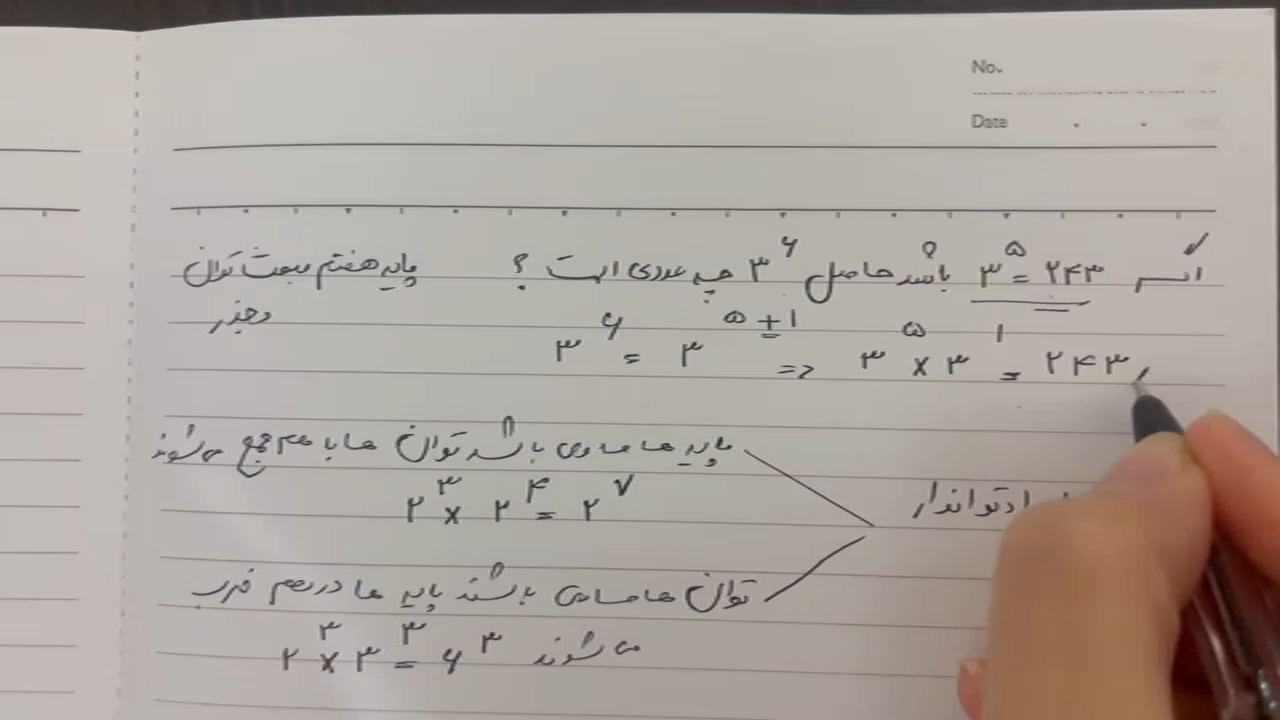 No.
Date
اگر ۳^۵ = ۲۴۳ باشد حاصل ۳^۶ چه عددی است ؟
پایه هفتم مبحث توان
و جذر
۳^۶ = ۳^{۵+۱} => ۳^۵ × ۳^۱ = ۲۴۳
پایه ها مساوی باشد توان ها با هم جمع می شوند
۲^۳ × ۲^۴ = ۲^۷
تواندار
توان ها مساوی باشند پایه ها در هم ضرب
می شوند ۲^۳ × ۳^۳ = ۶^۳